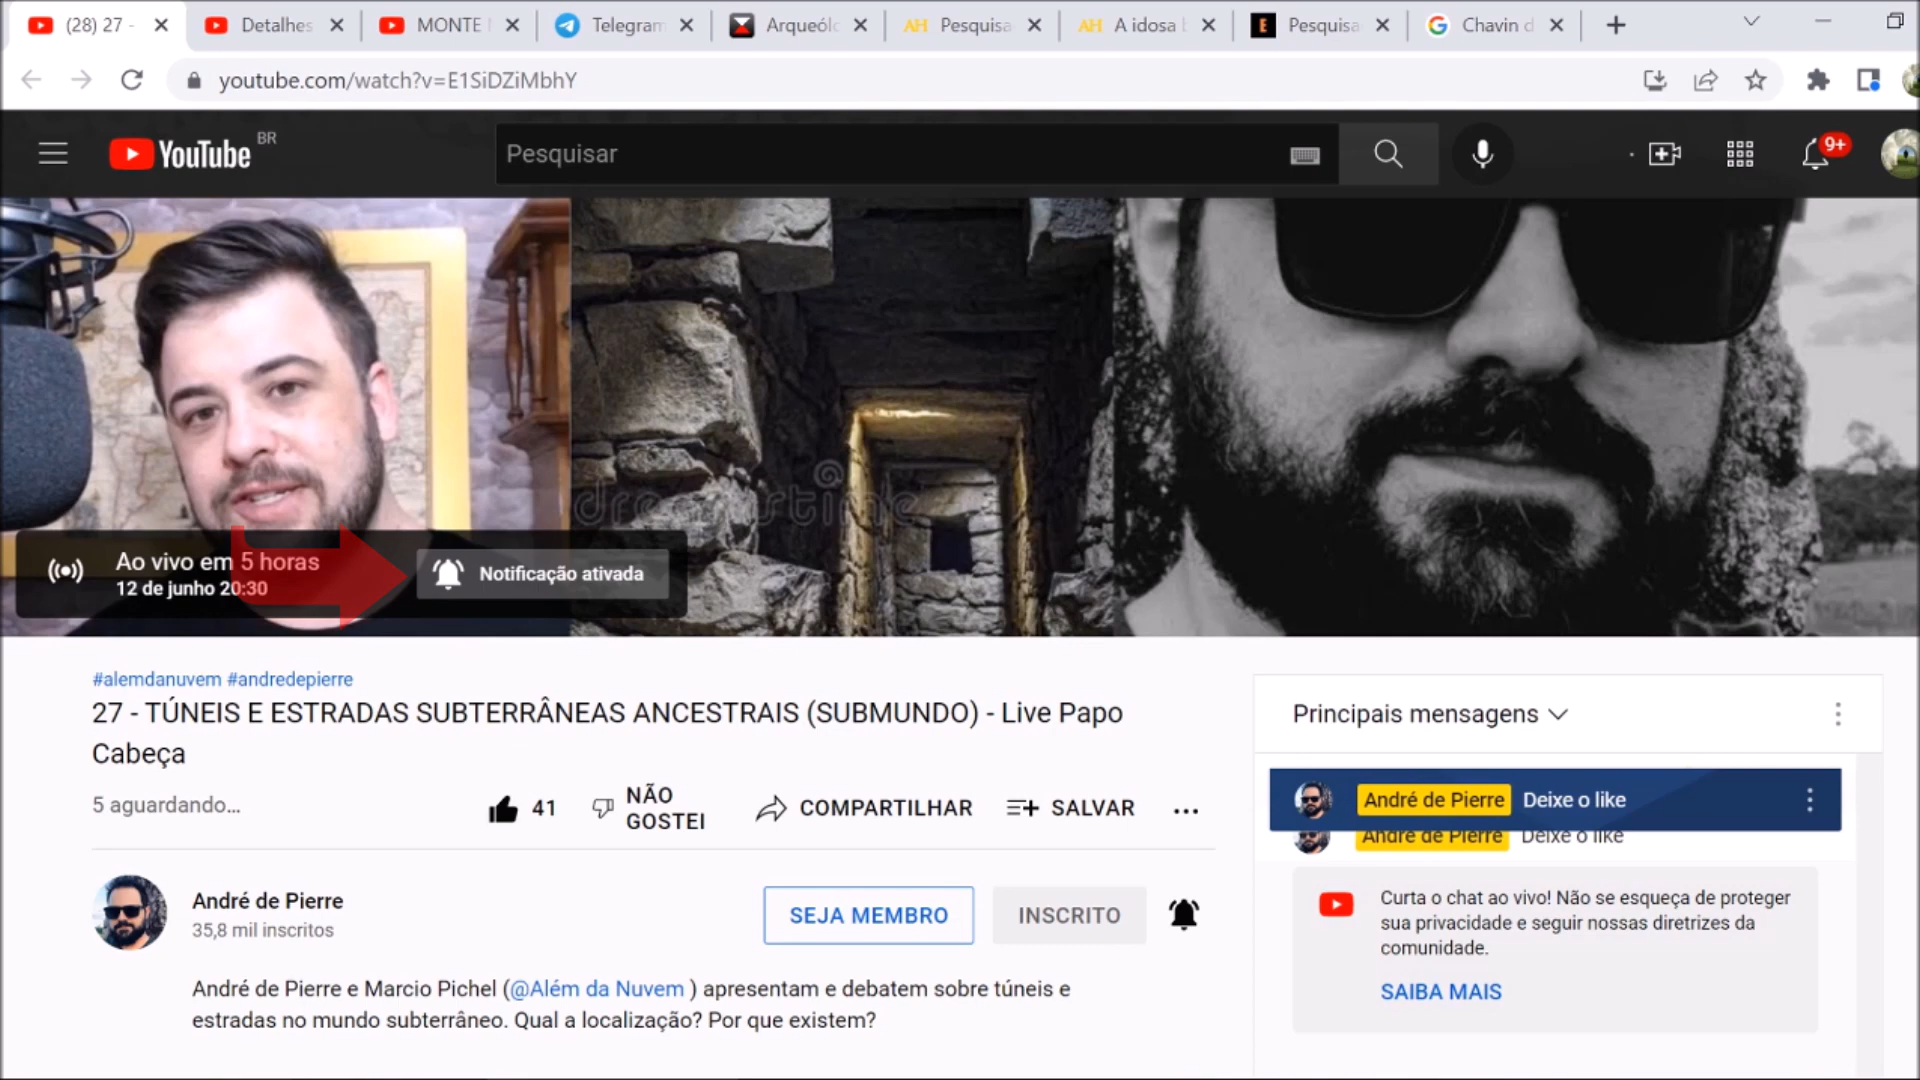 (28) 27 -
Detalhes
MONTE
Telegram
Arqueólo
AH Pesquisa
AH A idosa b
E Pesquisa
Chavin d
youtube.com/watch?v=E1SiDZiMbhY
YouTube BR
Pesquisar
9+
dreamstime
Ao vivo em 5 horas
12 de junho 20:30
Notificação ativada
#alemdanuvem #andredepierre
27 - TÚNEIS E ESTRADAS SUBTERRÂNEAS ANCESTRAIS (SUBMUNDO) - Live Papo
Cabeça
5 aguardando...
41
NÃO
GOSTEI
COMPARTILHAR
SALVAR
André de Pierre
35,8 mil inscritos
SEJA MEMBRO
INSCRITO
André de Pierre e Marcio Pichel (@Além da Nuvem ) apresentam e debatem sobre túneis e
estradas no mundo subterrâneo. Qual a localização? Por que existem?
Principais mensagens
André de Pierre Deixe o like
André de Pierre Deixe o like
Curta o chat ao vivo! Não se esqueça de proteger
sua privacidade e seguir nossas diretrizes da
comunidade.
SAIBA MAIS